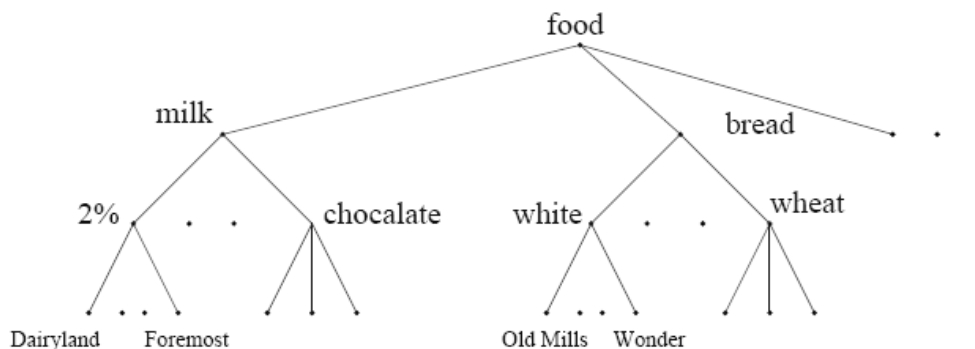 food
milk
bread
2%
chocalate
white
wheat
Dairyland
Foremost
Old Mills
Wonder